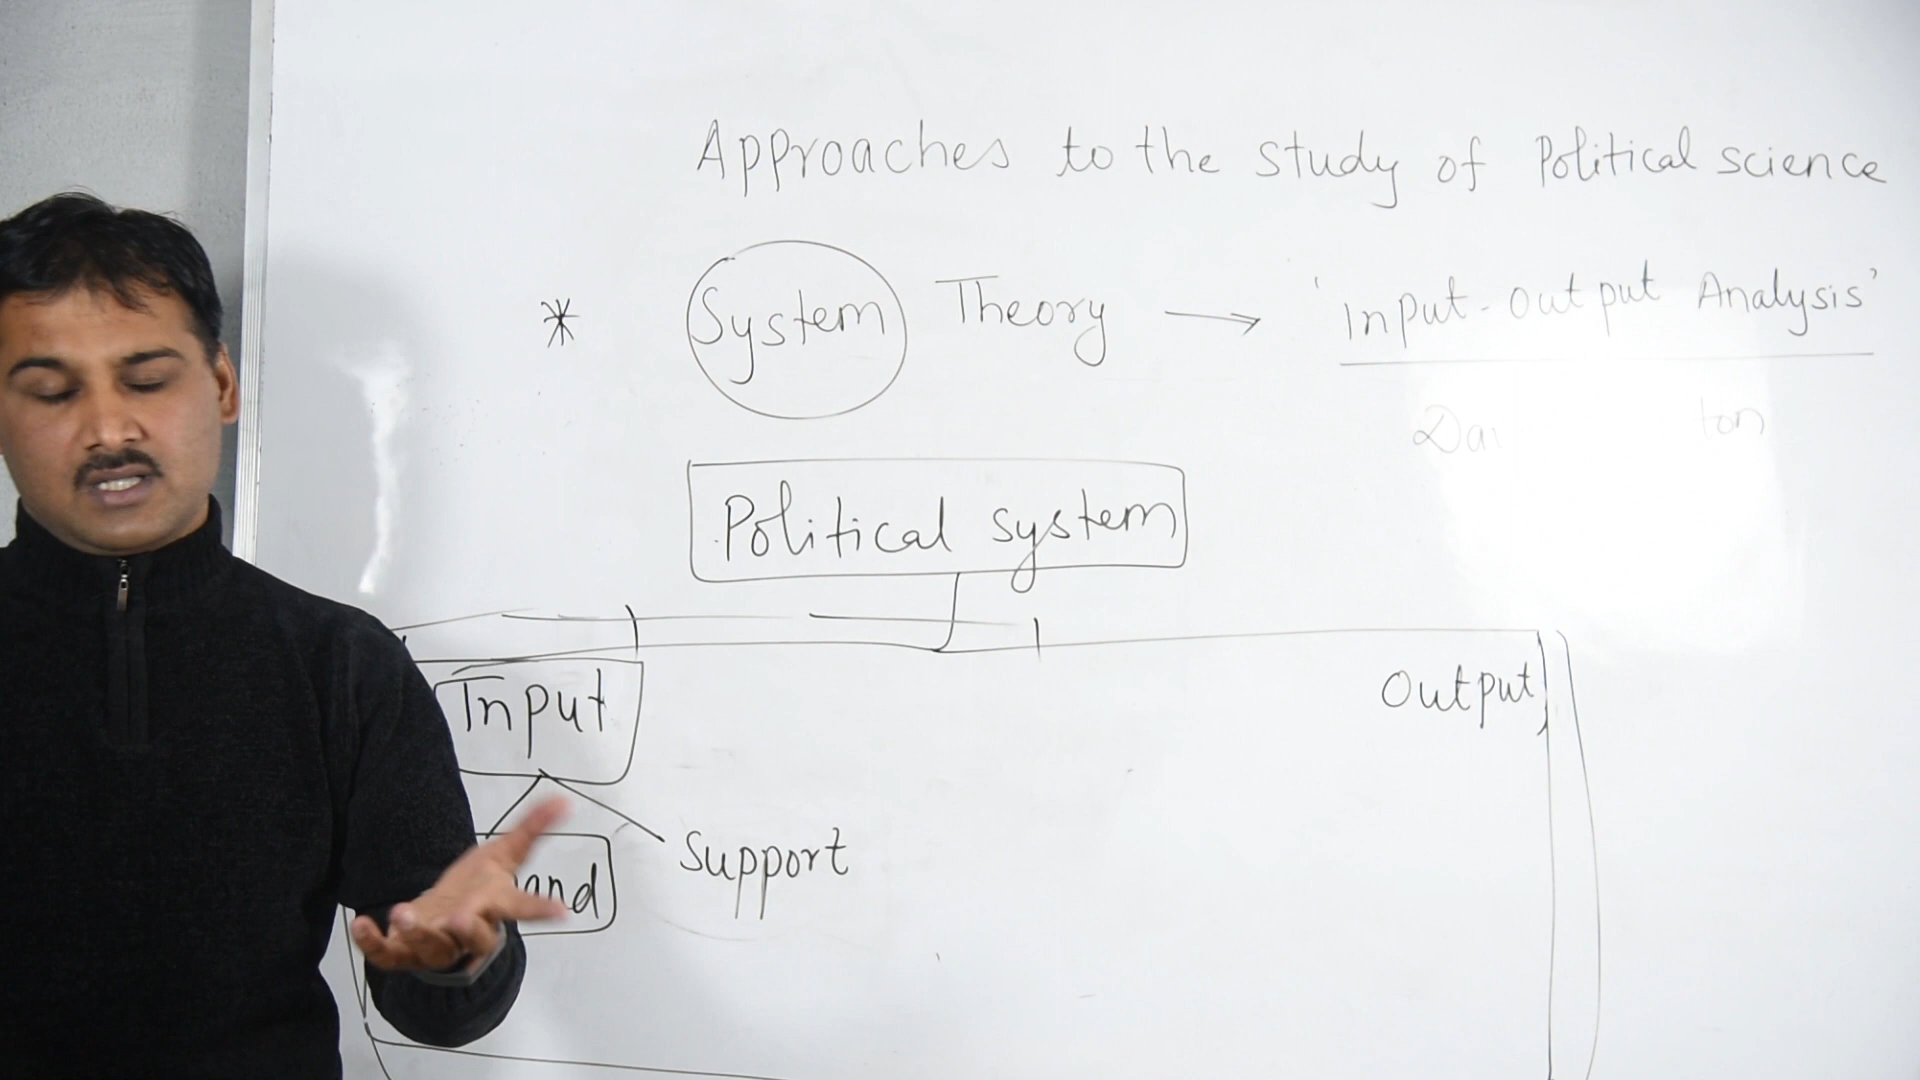 Approaches to the study of Political science
* System Theory → 'Input-output Analysis'
Political system
Input
Output
Support